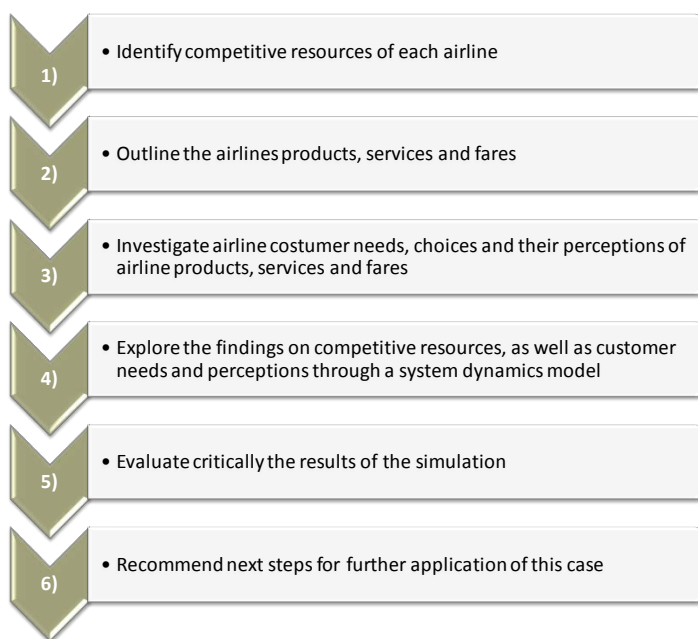 1)
• Identify competitive resources of each airline
2)
• Outline the airlines products, services and fares
3)
• Investigate airline costumer needs, choices and their perceptions of
airline products, services and fares
4)
• Explore the findings on competitive resources, as well as customer
needs and perceptions through a system dynamics model
5)
• Evaluate critically the results of the simulation
6)
• Recommend next steps for further application of this case